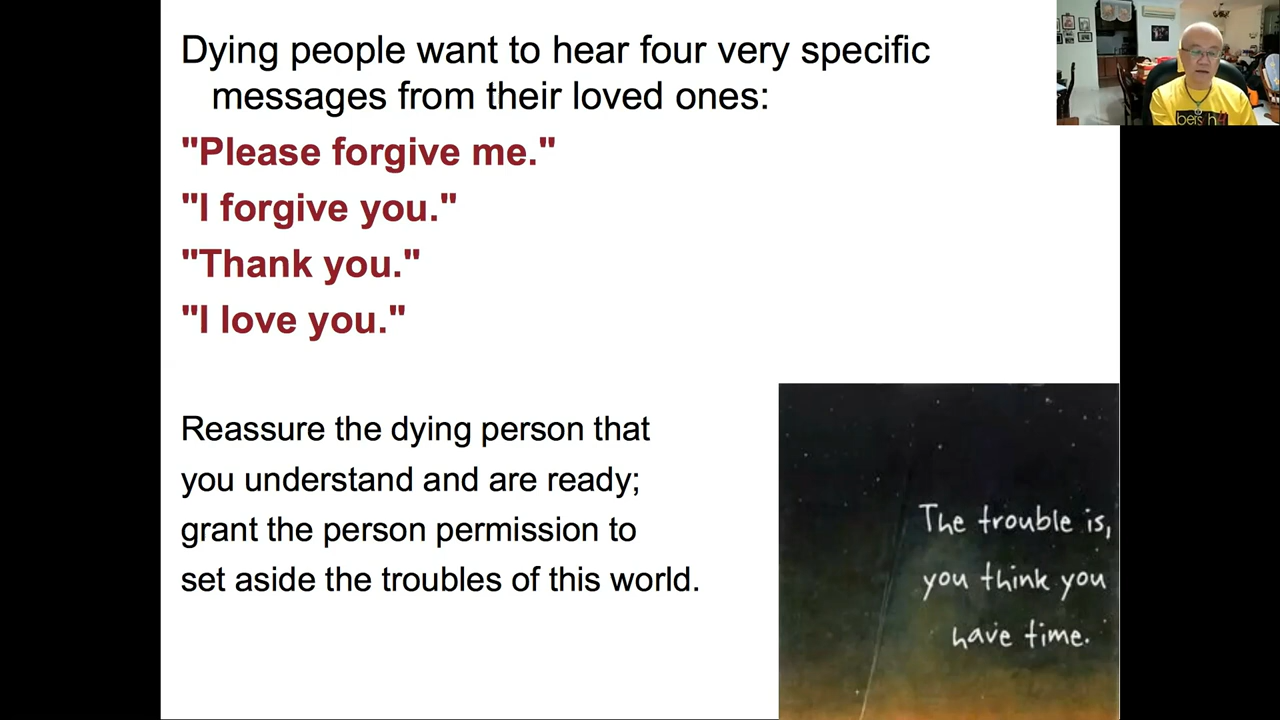 Dying people want to hear four very specific
messages from their loved ones:
"Please forgive me."
"I forgive you."
"Thank you."
"I love you."
Reassure the dying person that
you understand and are ready;
grant the person permission to
set aside the troubles of this world.
The trouble is,
you think you
have time.